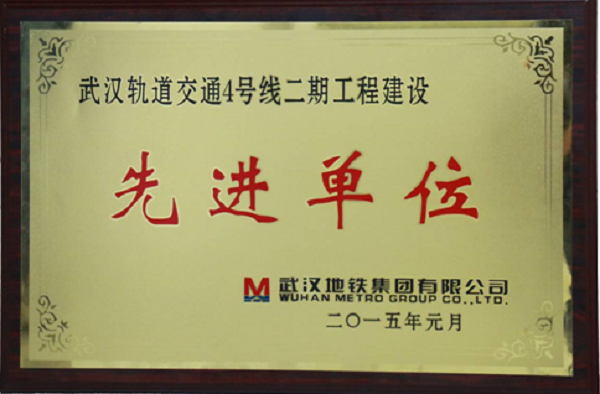 武汉轨道交通4号线二期工程建设
先进单位
武汉地铁集团有限公司
WUHAN METRO GROUP CO.,LTD.
二〇一五年元月